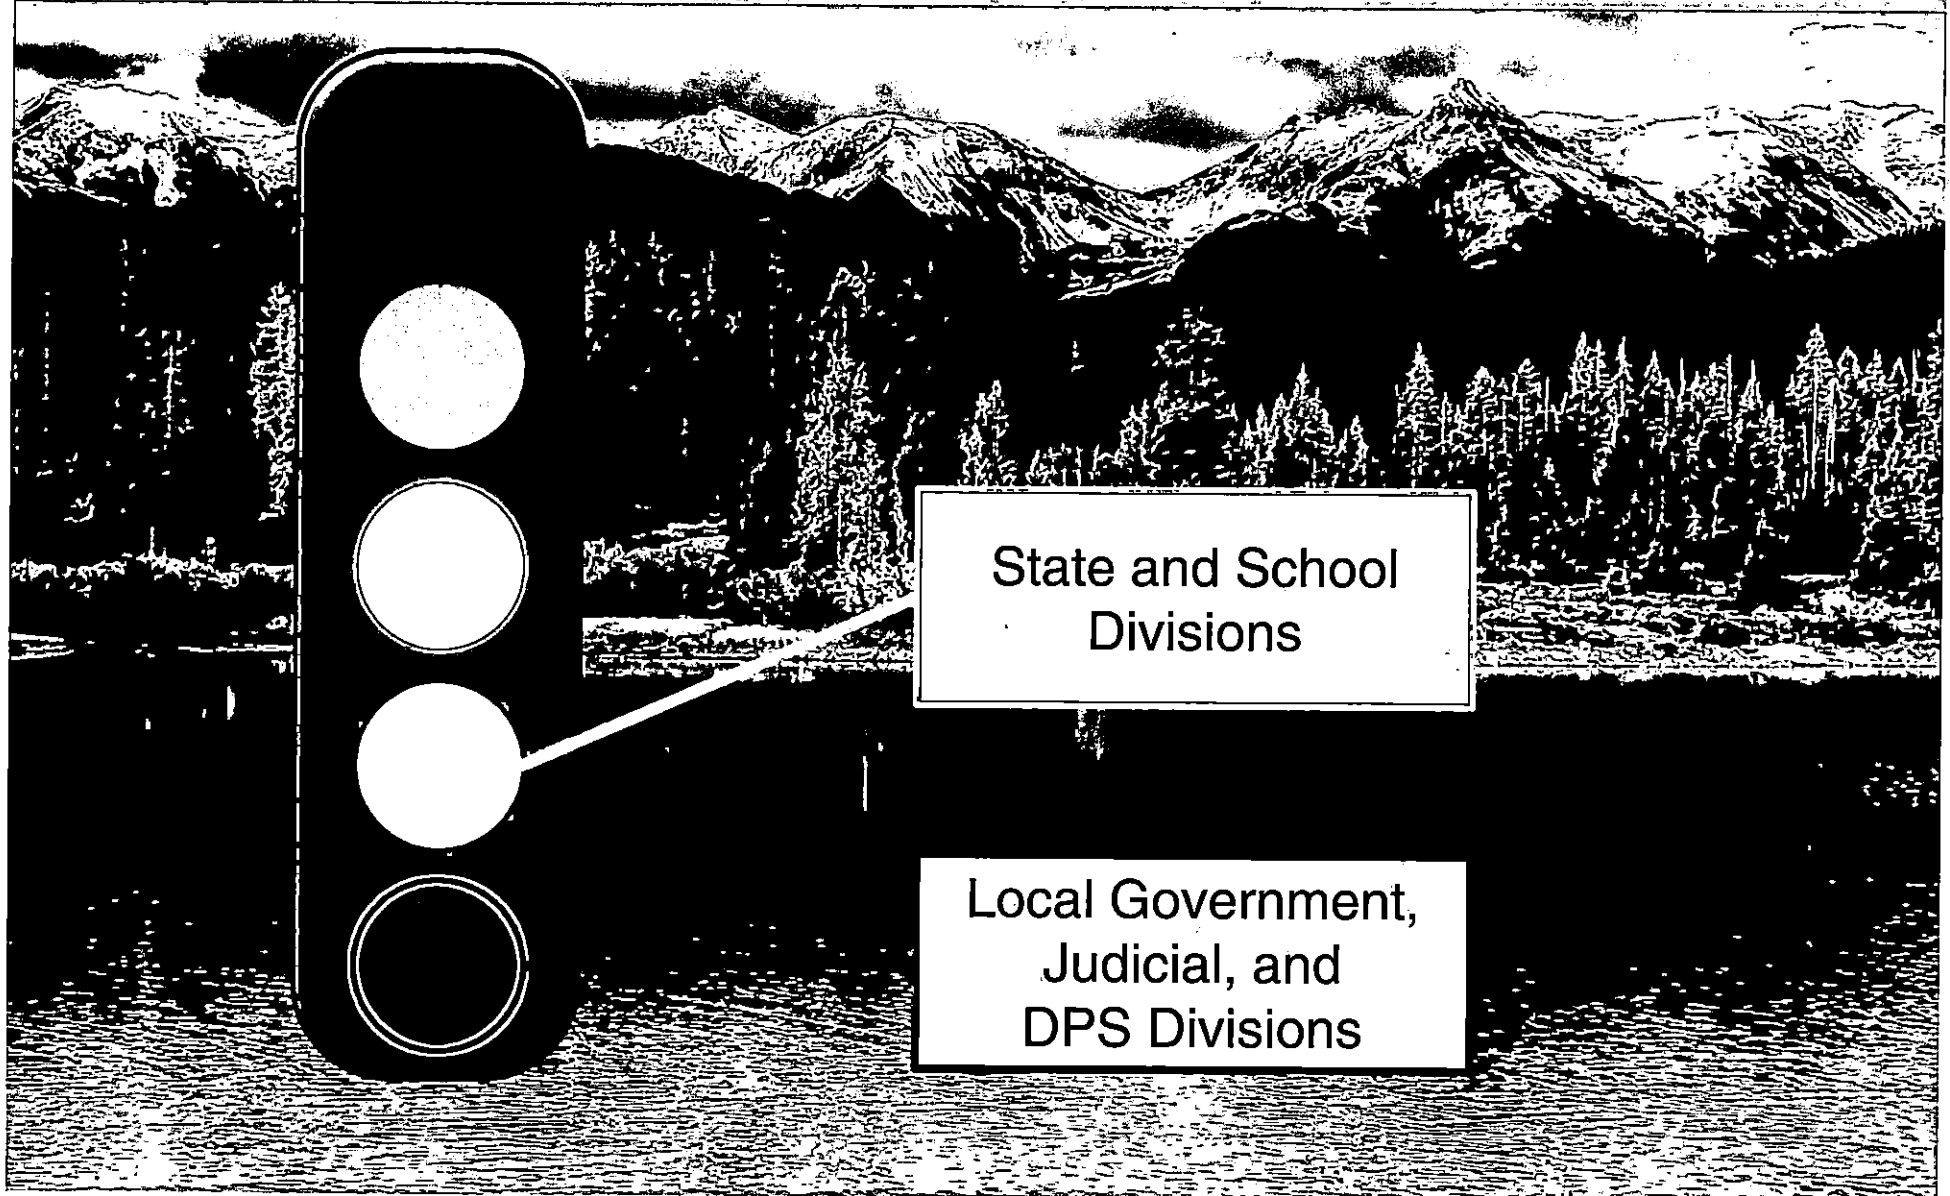 State and School
Divisions
Local Government,
Judicial, and
DPS Divisions